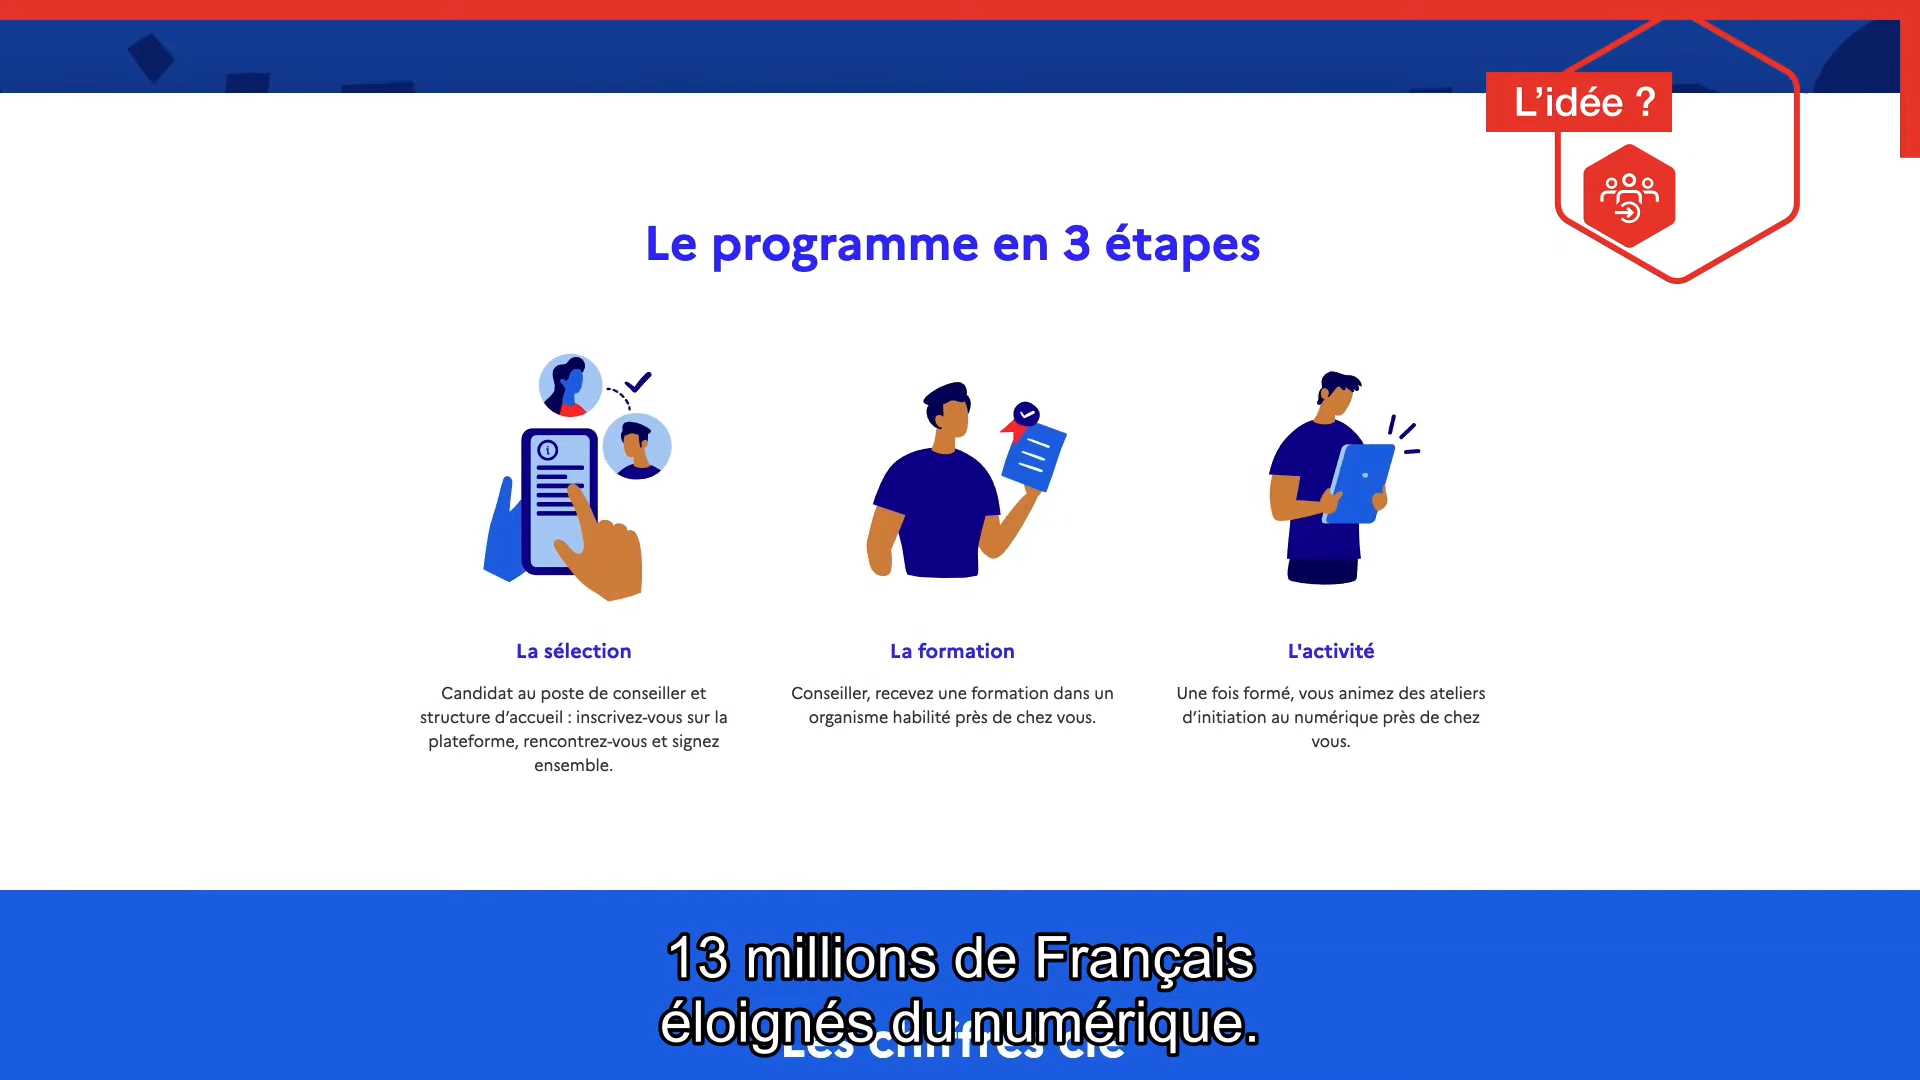 L’idée ?
Le programme en 3 étapes
La sélection
Candidat au poste de conseiller et
structure d’accueil : inscrivez-vous sur la
plateforme, rencontrez-vous et signez
ensemble.
La formation
Conseiller, recevez une formation dans un
organisme habilité près de chez vous.
L'activité
Une fois formé, vous animez des ateliers
d’initiation au numérique près de chez
vous.
13 millions de Français
éloignés du numérique.
Les chiffres clé